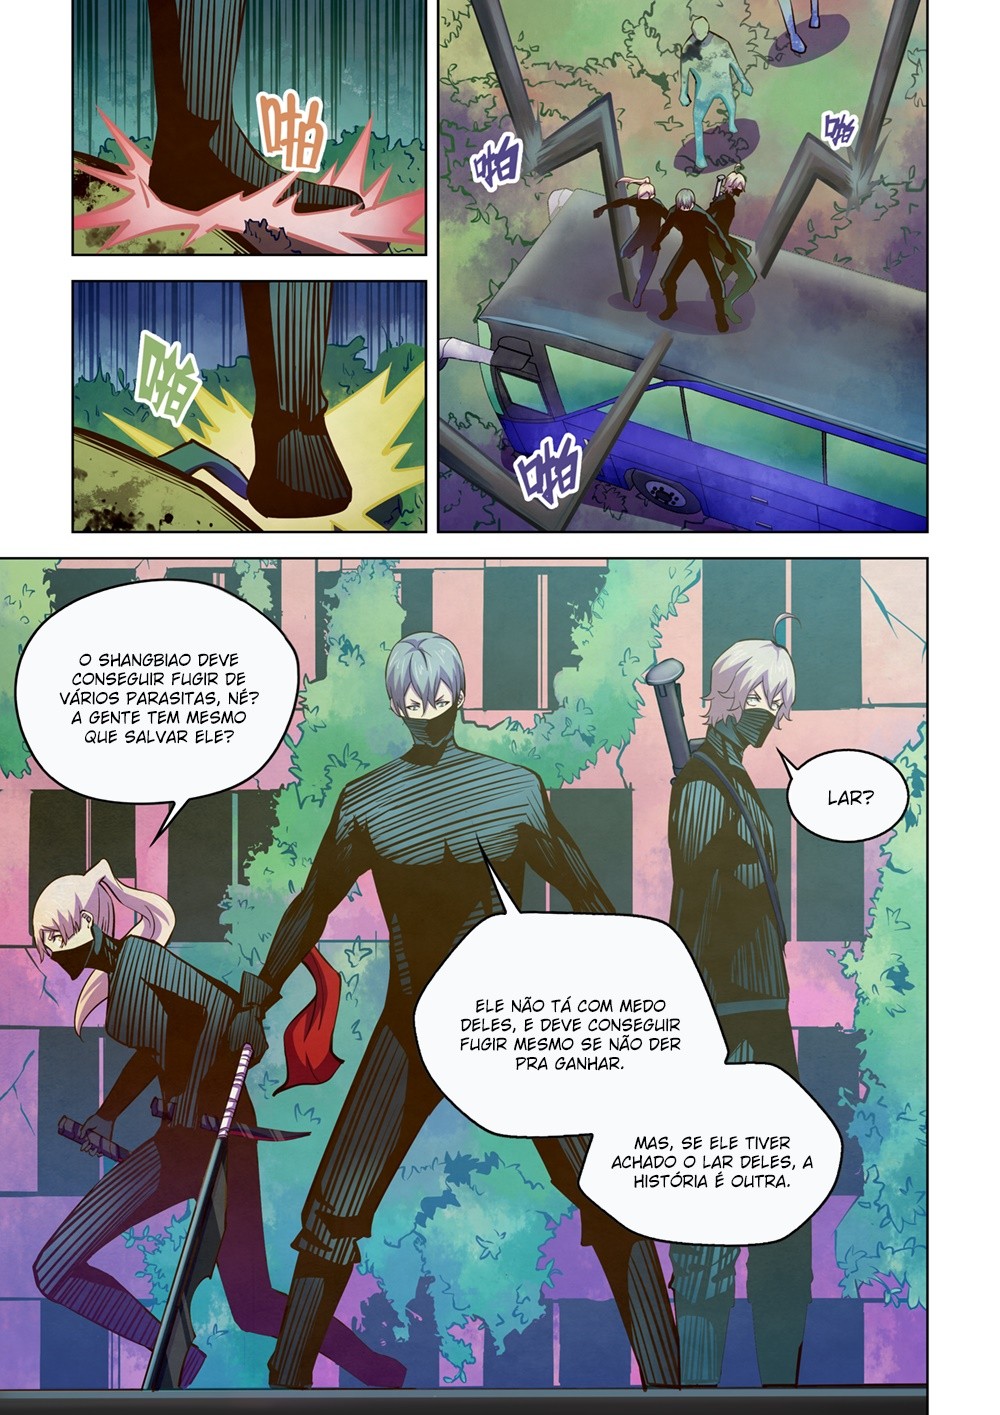 啪
啪
啪
啪
啪
O SHANGBIAO DEVE
CONSEGUIR FUGIR DE
VÁRIOS PARASITAS, NÉ?
A GENTE TEM MESMO
QUE SALVAR ELE?
LAR?
ELE NÃO TÁ COM MEDO
DELES, E DEVE CONSEGUIR
FUGIR MESMO SE NÃO DER
PRA GANHAR.
MAS, SE ELE TIVER
ACHADO O LAR DELES, A
HISTÓRIA É OUTRA.